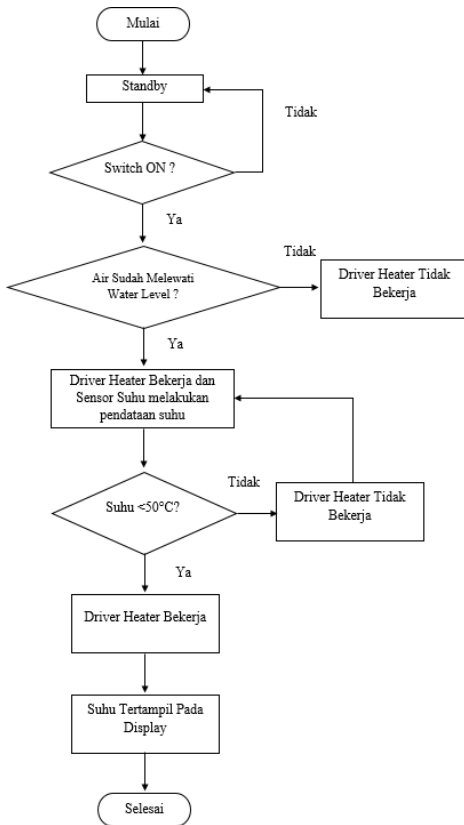 Mulai
Standby
Tidak
Switch ON ?
Ya
Air Sudah Melewati
Water Level ?
Tidak
Driver Heater Tidak
Bekerja
Ya
Driver Heater Bekerja dan
Sensor Suhu melakukan
pendataan suhu
Suhu <50°C?
Tidak
Driver Heater Tidak
Bekerja
Ya
Driver Heater Bekerja
Suhu Tertampil Pada
Display
Selesai